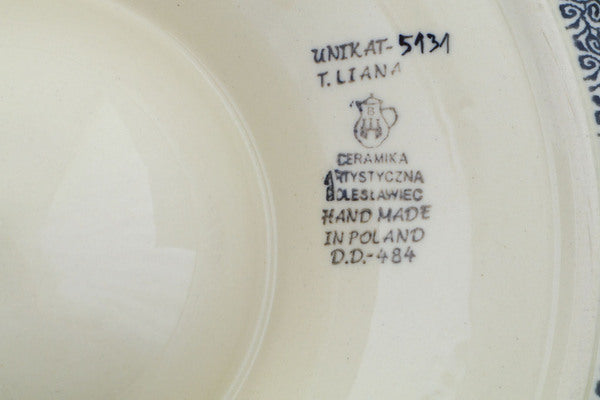 UNIKAT-5131
T. LIANA
B
CERAMIKA
ARTYSTYCZNA
BOLESŁAWIEC
HAND MADE
IN POLAND
D.D.-484